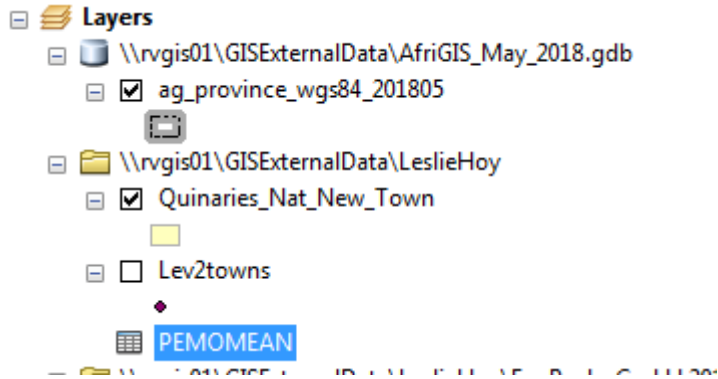 Layers
\\rvgis01\GISExternalData\AfriGIS_May_2018.gdb
ag_province_wgs84_201805
\\rvgis01\GISExternalData\LeslieHoy
Quinaries_Nat_New_Town
Lev2towns
PEMOMEAN